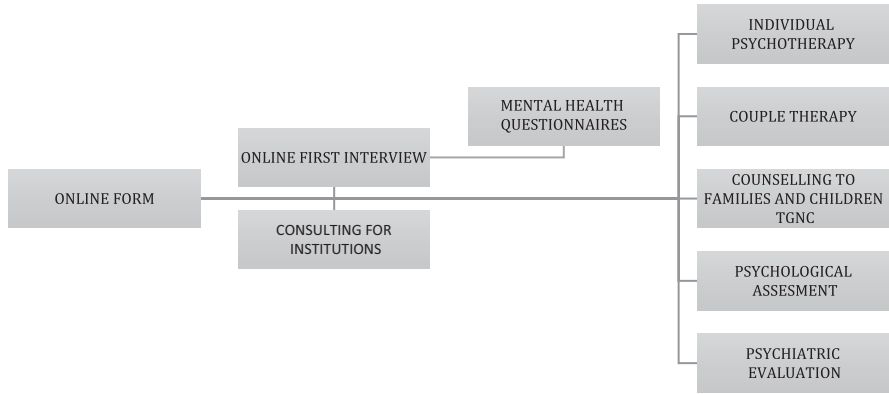 ONLINE FORM
ONLINE FIRST INTERVIEW
CONSULTING FOR
INSTITUTIONS
MENTAL HEALTH
QUESTIONNAIRES
INDIVIDUAL
PSYCHOTHERAPY
COUPLE THERAPY
COUNSELLING TO
FAMILIES AND CHILDREN
TGNC
PSYCHOLOGICAL
ASSESMENT
PSYCHIATRIC
EVALUATION